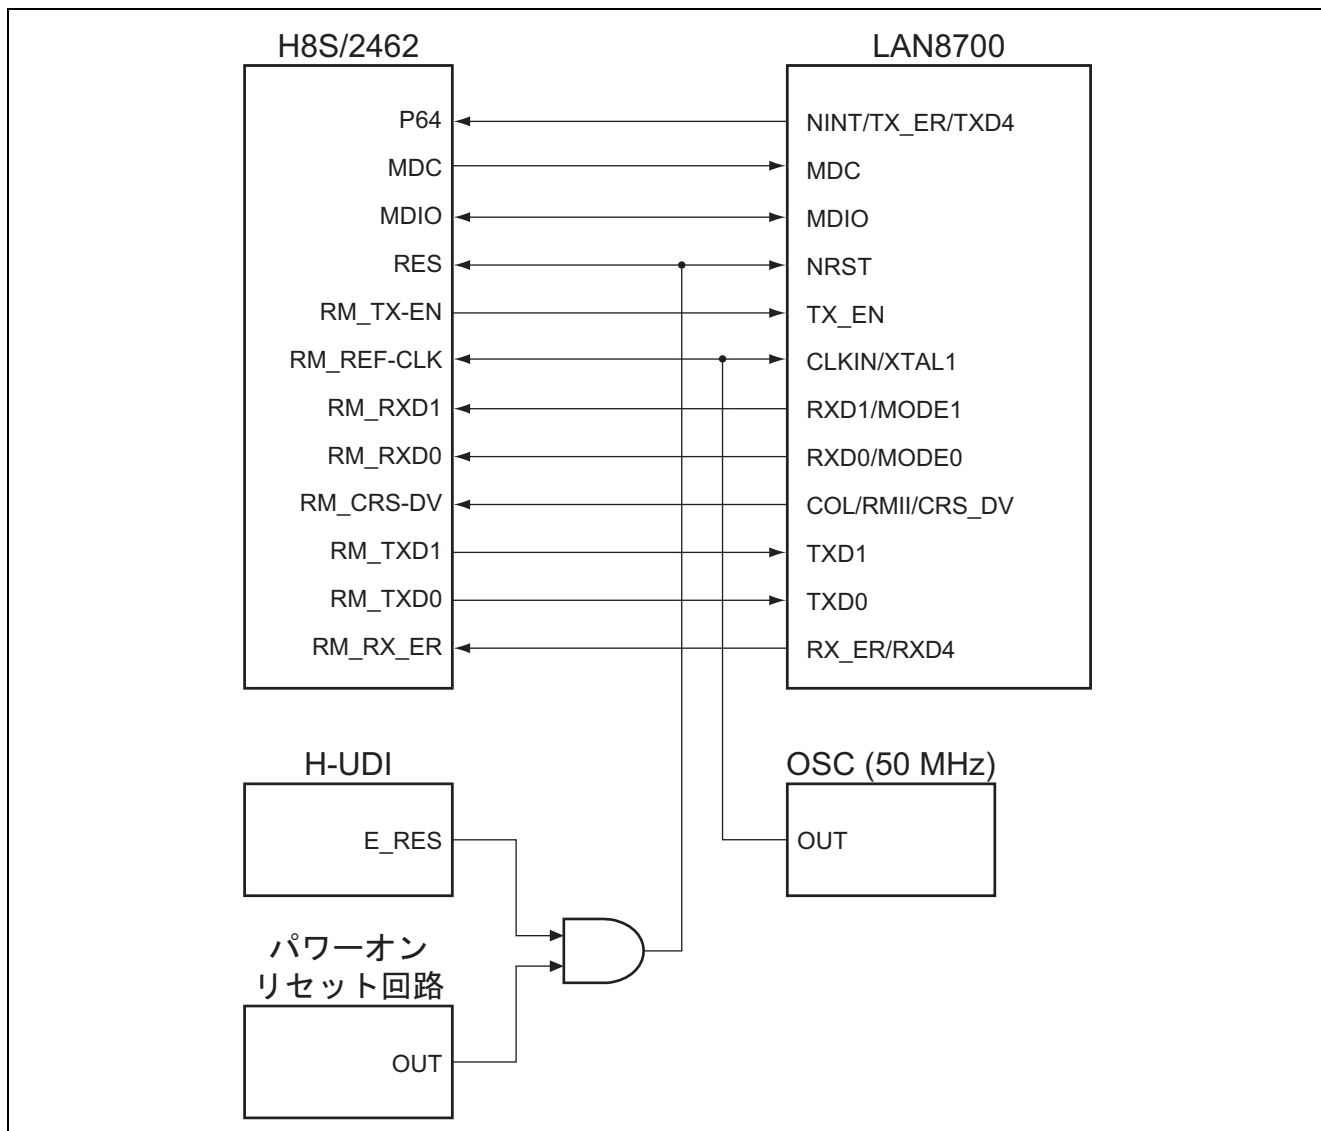 H8S/2462
LAN8700
P64
NINT/TX_ER/TXD4
MDC
MDC
MDIO
MDIO
RES
NRST
RM_TX-EN
TX_EN
RM_REF-CLK
CLKIN/XTAL1
RM_RXD1
RXD1/MODE1
RM_RXD0
RXD0/MODE0
RM_CRS-DV
COL/RMII/CRS_DV
RM_TXD1
TXD1
RM_TXD0
TXD0
RM_RX_ER
RX_ER/RXD4
H-UDI
OSC (50 MHz)
E_RES
OUT
パワーオン
リセット回路
OUT